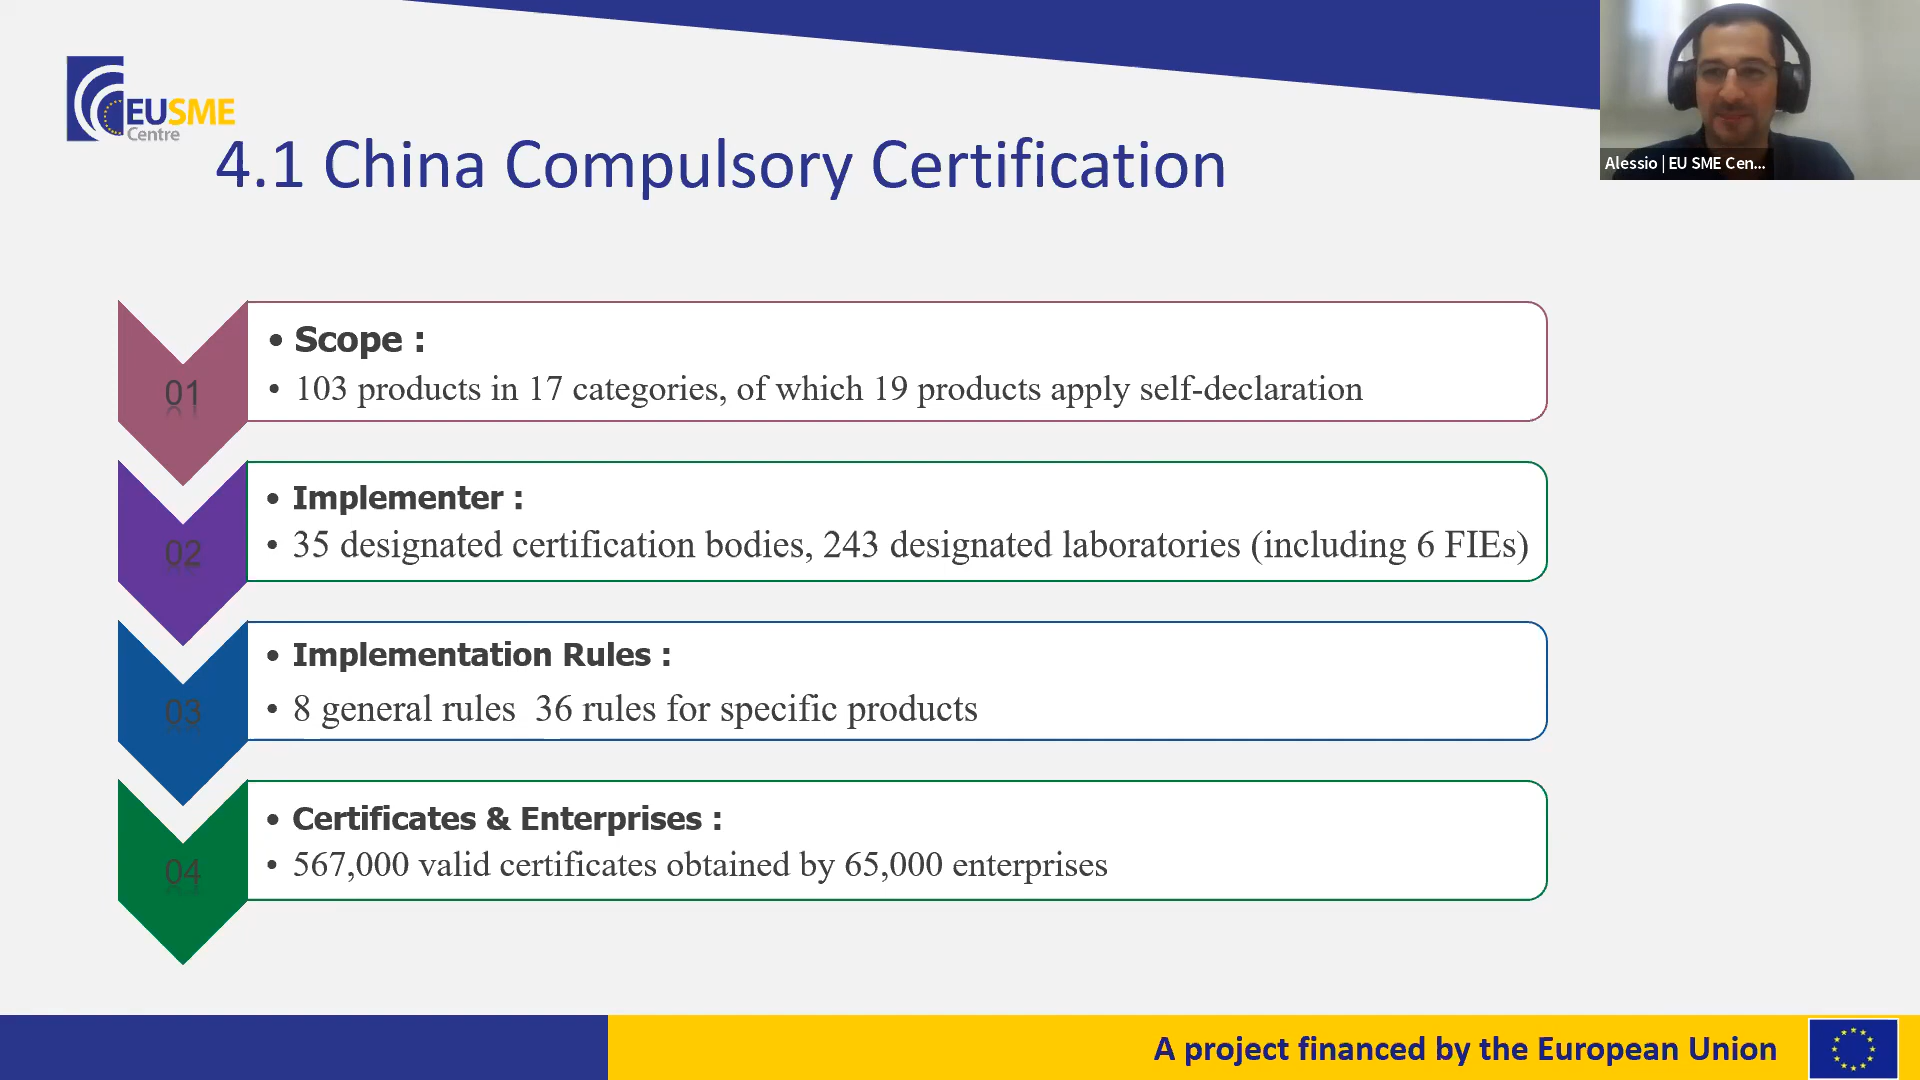 EUSME
Centre
Alessio | EU SME Cen...
4.1 China Compulsory Certification
01
• Scope :
• 103 products in 17 categories, of which 19 products apply self-declaration
02
• Implementer :
• 35 designated certification bodies, 243 designated laboratories (including 6 FIEs)
03
• Implementation Rules :
• 8 general rules  36 rules for specific products
04
• Certificates & Enterprises :
• 567,000 valid certificates obtained by 65,000 enterprises
A project financed by the European Union